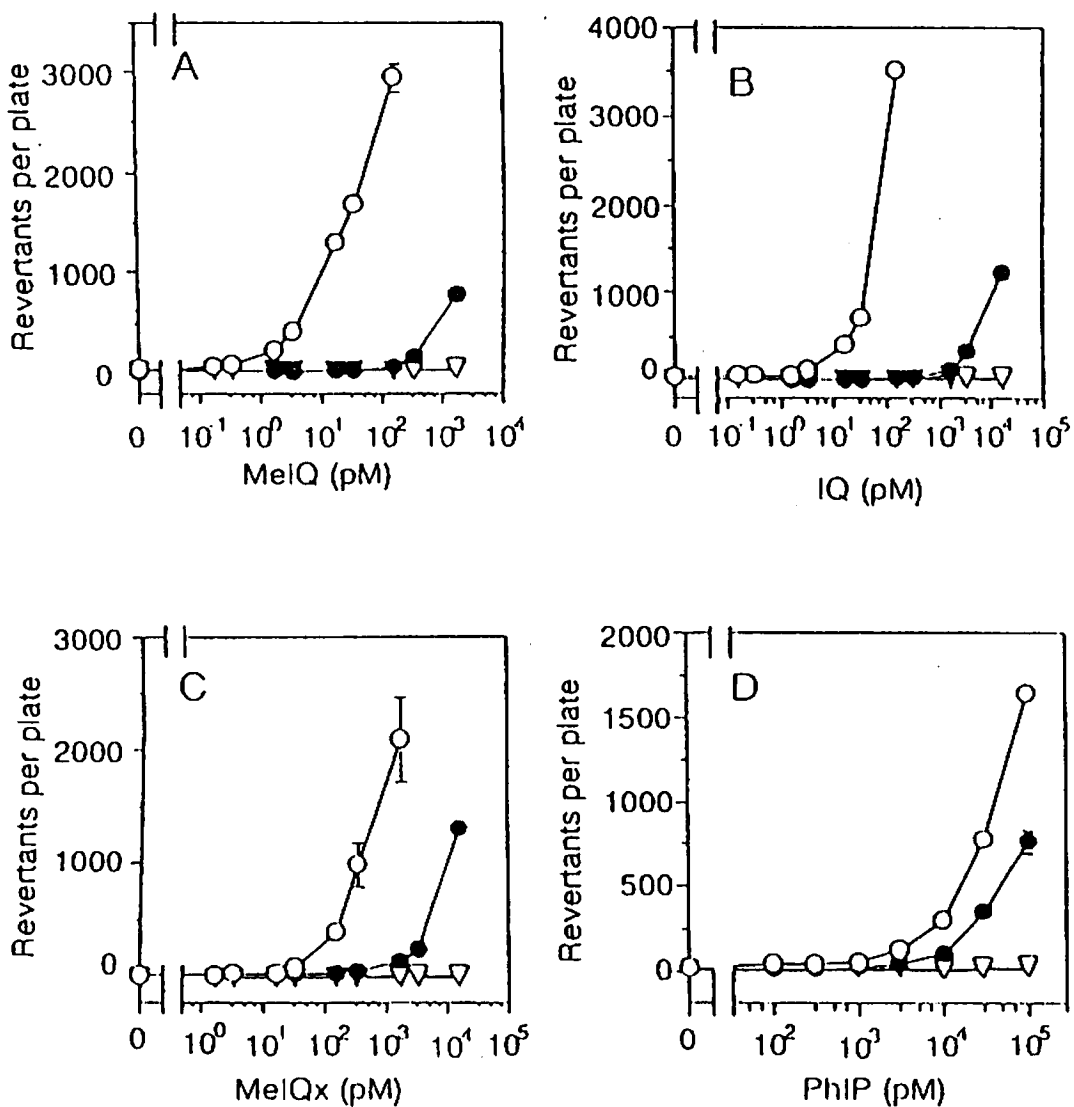 A
Revertants per plate
3000
2000
1000
0
0 10⁻¹ 10⁰ 10¹ 10² 10³ 10⁴
MeIQ (pM)
B
Revertants per plate
4000
3000
2000
1000
0
0 10⁻¹ 10⁰ 10¹ 10² 10³ 10⁴ 10⁵
IQ (pM)
C
Revertants per plate
3000
2000
1000
0
0 10⁰ 10¹ 10² 10³ 10⁴ 10⁵
MeIQx (pM)
D
Revertants per plate
2000
1500
1000
500
0
0 10² 10³ 10⁴ 10⁵
PhIP (pM)